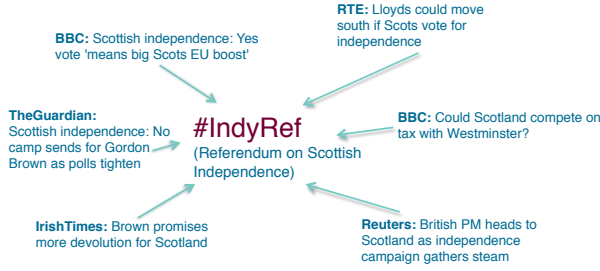 RTE: Lloyds could move
south if Scots vote for
independence
BBC: Scottish independence: Yes
vote 'means big Scots EU boost'
TheGuardian:
Scottish independence: No
camp sends for Gordon
Brown as polls tighten
#IndyRef
(Referendum on Scottish
Independence)
BBC: Could Scotland compete on
tax with Westminster?
IrishTimes: Brown promises
more devolution for Scotland
Reuters: British PM heads to
Scotland as independence
campaign gathers steam